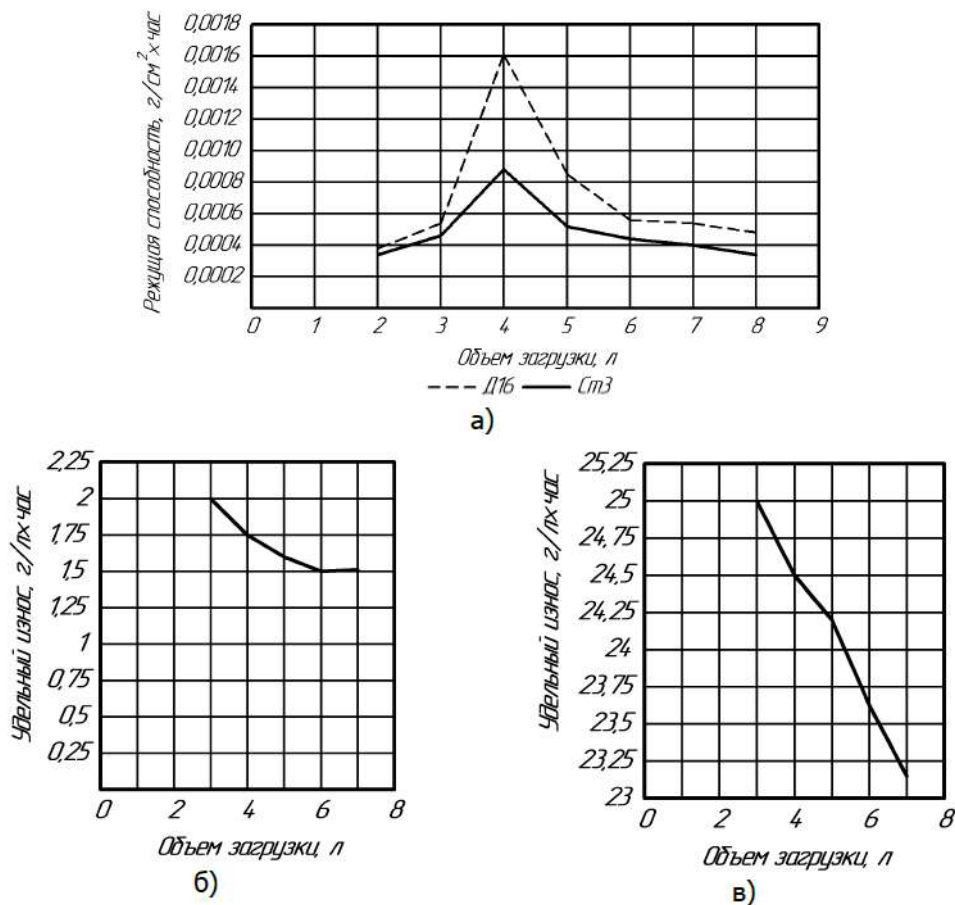 Режущая способность, г/см²×час
0,0018
0,0016
0,0014
0,0012
0,0010
0,0008
0,0006
0,0004
0,0002
0 1 2 3 4 5 6 7 8 9
Объем загрузки, л
Д16 Ст3
а)
Удельный износ, г/л×час
2,25
2
1,75
1,5
1,25
1
0,75
0,5
0,25
0 2 4 6 8
Объем загрузки, л
б)
Удельный износ, г/л×час
25,25
25
24,75
24,5
24,25
24
23,75
23,5
23,25
23
0 2 4 6 8
Объем загрузки, л
в)